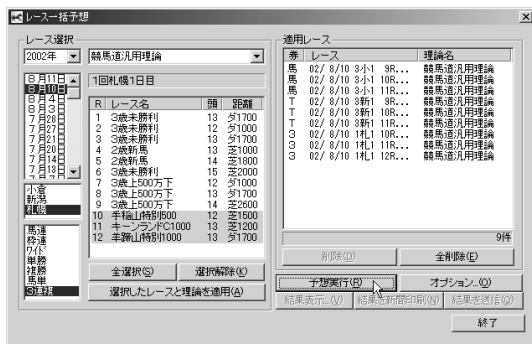 レース一括予想
レース選択
2002年
競馬道汎用理論
8月11日
8月10日
8月4日
8月3日
7月28日
7月27日
7月21日
7月20日
7月14日
7月13日
小倉
新潟
札幌
馬連
枠連
ワイド
単勝
複勝
馬単
3連複
1回札幌1日目
R レース名 頭 距離
1 3歳未勝利 13 ダ1700
2 3歳未勝利 12 ダ1000
3 3歳未勝利 13 ダ1700
4 2歳新馬 13 芝1000
5 2歳新馬 14 芝1800
6 3歳未勝利 15 芝2000
7 3歳上500万下 12 ダ1000
8 3歳上500万下 13 ダ1700
9 3歳上500万下 14 芝2600
10 手稲山特別500 12 芝1500
11 キーンランドC1000 13 芝1200
12 羊蹄山特別1000 13 ダ1700
全選択(S)
選択解除(K)
選択したレースと理論を適用(A)
適用レース
券 レース 理論名
馬 02/ 8/10 3小1 9R... 競馬道汎用理論
馬 02/ 8/10 3小1 10R... 競馬道汎用理論
馬 02/ 8/10 3小1 11R... 競馬道汎用理論
T 02/ 8/10 3新1 9R... 競馬道汎用理論
T 02/ 8/10 3新1 10R... 競馬道汎用理論
T 02/ 8/10 3新1 11R... 競馬道汎用理論
3 02/ 8/10 1札1 10R... 競馬道汎用理論
3 02/ 8/10 1札1 11R... 競馬道汎用理論
3 02/ 8/10 1札1 12R... 競馬道汎用理論
9件
削除(D)
全削除(E)
予想実行(R)
オプション...(O)
結果表示...(V)
結果を新聞印刷(N)
結果を送信(Q)
終了